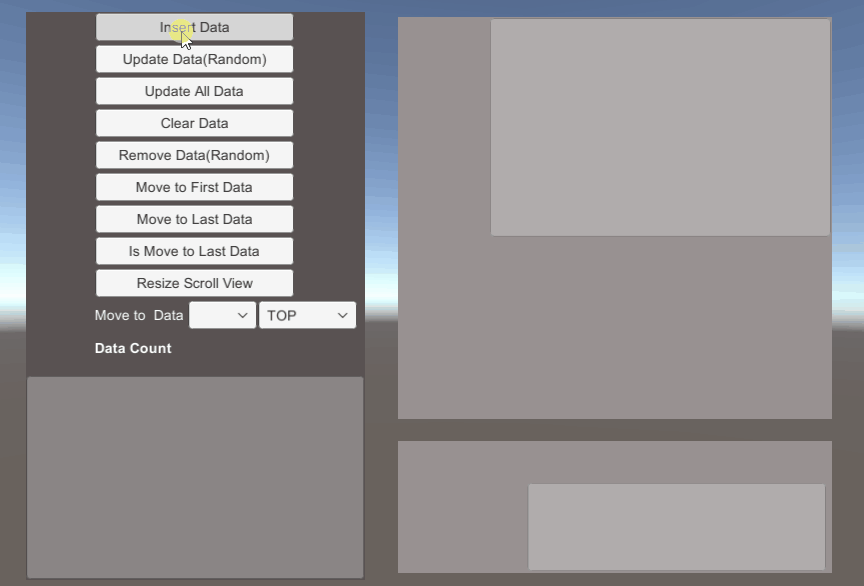 Insert Data
Update Data(Random)
Update All Data
Clear Data
Remove Data(Random)
Move to First Data
Move to Last Data
Is Move to Last Data
Resize Scroll View
Move to Data TOP
Data Count